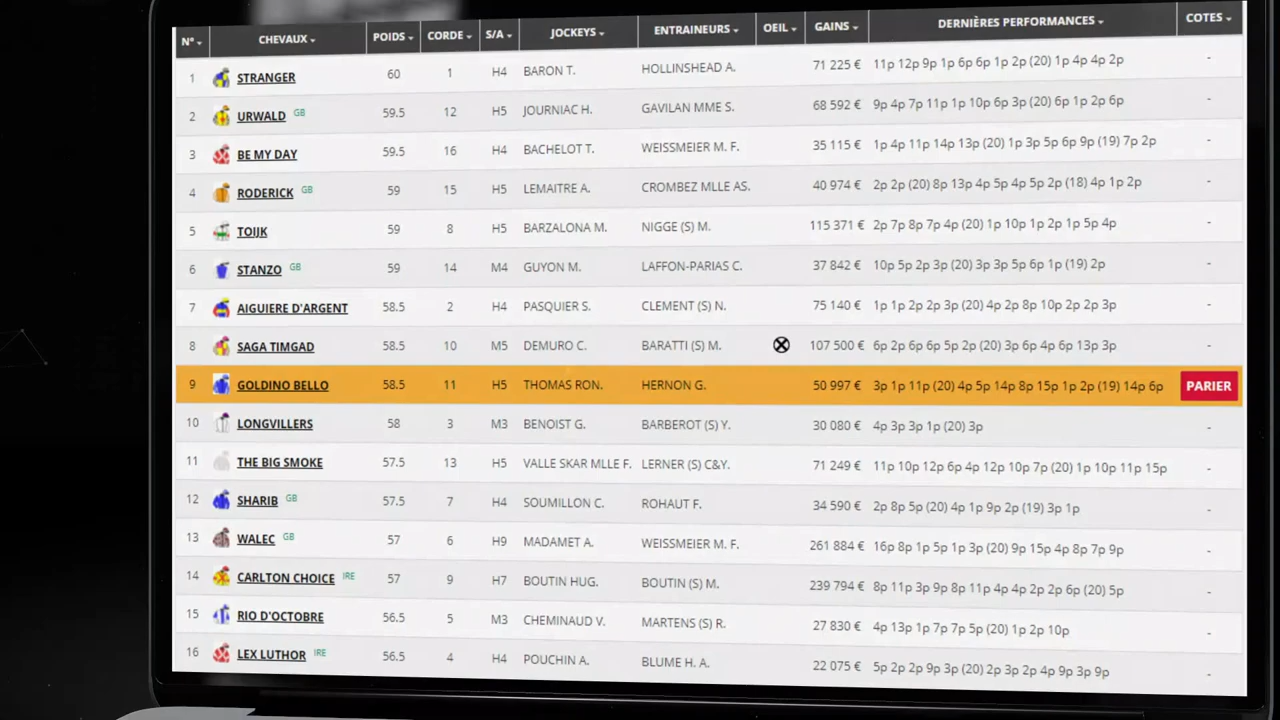 N° CHEVAUX POIDS CORDE S/A JOCKEYS ENTRAINEURS OEIL GAINS DERNIÈRES PERFORMANCES COTES
1 STRANGER 60 1 H4 BARON T. HOLLINSHEAD A. 71 225 € 11p 12p 9p 1p 6p 6p 1p 2p (20) 1p 4p 4p 2p -
2 URWALD GB 59.5 12 H5 JOURNIAC H. GAVILAN MME S. 68 592 € 9p 4p 7p 11p 1p 10p 6p 3p (20) 6p 1p 2p 6p -
3 BE MY DAY 59.5 16 H4 BACHELOT T. WEISSMEIER M. F. 35 115 € 1p 4p 11p 14p 13p (20) 1p 3p 5p 6p 9p (19) 7p 2p -
4 RODERICK GB 59 15 H5 LEMAITRE A. CROMBEZ MLLE AS. 40 974 € 2p 2p (20) 8p 13p 4p 5p 4p 5p 2p (18) 4p 1p 2p -
5 TOIJK 59 8 H5 BARZALONA M. NIGGE (S) M. 115 371 € 2p 7p 8p 7p 4p (20) 1p 10p 1p 2p 1p 5p 4p -
6 STANZO GB 59 14 M4 GUYON M. LAFFON-PARIAS C. 37 842 € 10p 5p 2p 3p (20) 3p 3p 5p 6p 1p (19) 2p -
7 AIGUIERE D'ARGENT 58.5 2 H4 PASQUIER S. CLEMENT (S) N. 75 140 € 1p 1p 2p 2p 3p (20) 4p 2p 8p 10p 2p 2p 3p -
8 SAGA TIMGAD 58.5 10 M5 DEMURO C. BARATTI (S) M. 107 500 € 6p 2p 6p 6p 5p 2p (20) 3p 6p 4p 6p 13p 3p -
9 GOLDINO BELLO 58.5 11 H5 THOMAS RON. HERNON G. 50 997 € 3p 1p 11p (20) 4p 5p 14p 8p 15p 1p 2p (19) 14p 6p PARIER
10 LONGVILLERS 58 3 M3 BENOIST G. BARBEROT (S) Y. 30 080 € 4p 3p 3p 1p (20) 3p -
11 THE BIG SMOKE 57.5 13 H5 VALLE SKAR MLLE F. LERNER (S) C&Y. 71 249 € 11p 10p 12p 6p 4p 12p 10p 7p (20) 1p 10p 11p 15p -
12 SHARIB GB 57.5 7 H4 SOUMILLON C. ROHAUT F. 34 590 € 2p 8p 5p (20) 4p 1p 9p 2p (19) 3p 1p -
13 WALEC GB 57 6 H9 MADAMET A. WEISSMEIER M. F. 261 884 € 16p 8p 1p 5p 1p 3p (20) 9p 15p 4p 8p 7p 9p -
14 CARLTON CHOICE IRE 57 9 H7 BOUTIN HUG. BOUTIN (S) M. 239 794 € 8p 11p 3p 9p 8p 11p 4p 4p 2p 2p 6p (20) 5p -
15 RIO D'OCTOBRE 56.5 5 M3 CHEMINAUD V. MARTENS (S) R. 27 830 € 4p 13p 1p 7p 7p 5p (20) 1p 2p 10p -
16 LEX LUTHOR IRE 56.5 4 H4 POUCHIN A. BLUME H. A. 22 075 € 5p 2p 2p 9p 3p (20) 2p 3p 2p 4p 9p 3p 9p -